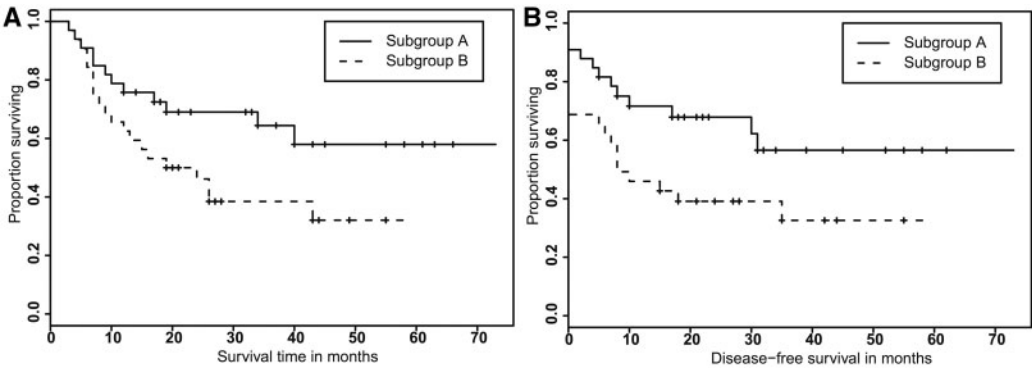 A
Proportion surviving
1.0
0.8
0.6
0.4
0.2
0.0
Subgroup A
Subgroup B
0 10 20 30 40 50 60 70
Survival time in months
B
Proportion surviving
1.0
0.8
0.6
0.4
0.2
0.0
Subgroup A
Subgroup B
0 10 20 30 40 50 60 70
Disease−free survival in months